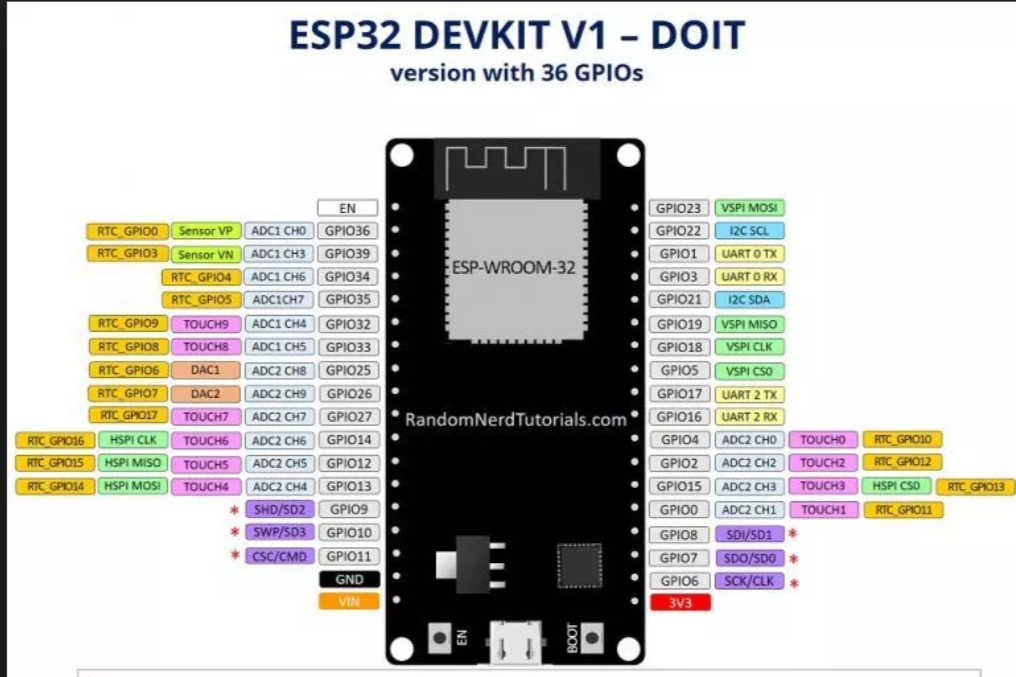 ESP32 DEVKIT V1 – DOIT
version with 36 GPIOs
EN GPIO23 VSPI MOSI
RTC_GPIO0 Sensor VP ADC1 CH0 GPIO36 GPIO22 I2C SCL
RTC_GPIO3 Sensor VN ADC1 CH3 GPIO39 GPIO1 UART 0 TX
RTC_GPIO4 ADC1 CH6 GPIO34 ESP-WROOM-32 GPIO3 UART 0 RX
RTC_GPIO5 ADC1CH7 GPIO35 GPIO21 I2C SDA
RTC_GPIO9 TOUCH9 ADC1 CH4 GPIO32 GPIO19 VSPI MISO
RTC_GPIO8 TOUCH8 ADC1 CH5 GPIO33 GPIO18 VSPI CLK
RTC_GPIO6 DAC1 ADC2 CH8 GPIO25 GPIO5 VSPI CS0
RTC_GPIO7 DAC2 ADC2 CH9 GPIO26 GPIO17 UART 2 TX
RTC_GPIO17 TOUCH7 ADC2 CH7 GPIO27 RandomNerdTutorials.com GPIO16 UART 2 RX
RTC_GPIO16 HSPI CLK TOUCH6 ADC2 CH6 GPIO14 GPIO4 ADC2 CH0 TOUCH0 RTC_GPIO10
RTC_GPIO15 HSPI MISO TOUCH5 ADC2 CH5 GPIO12 GPIO2 ADC2 CH2 TOUCH2 RTC_GPIO12
RTC_GPIO14 HSPI MOSI TOUCH4 ADC2 CH4 GPIO13 GPIO15 ADC2 CH3 TOUCH3 HSPI CS0 RTC_GPIO13
* SHD/SD2 GPIO9 GPIO0 ADC2 CH1 TOUCH1 RTC_GPIO11
* SWP/SD3 GPIO10 GPIO8 SDI/SD1 *
* CSC/CMD GPIO11 GPIO7 SDO/SD0 *
GND GPIO6 SCK/CLK *
VIN 3V3
EN BOOT